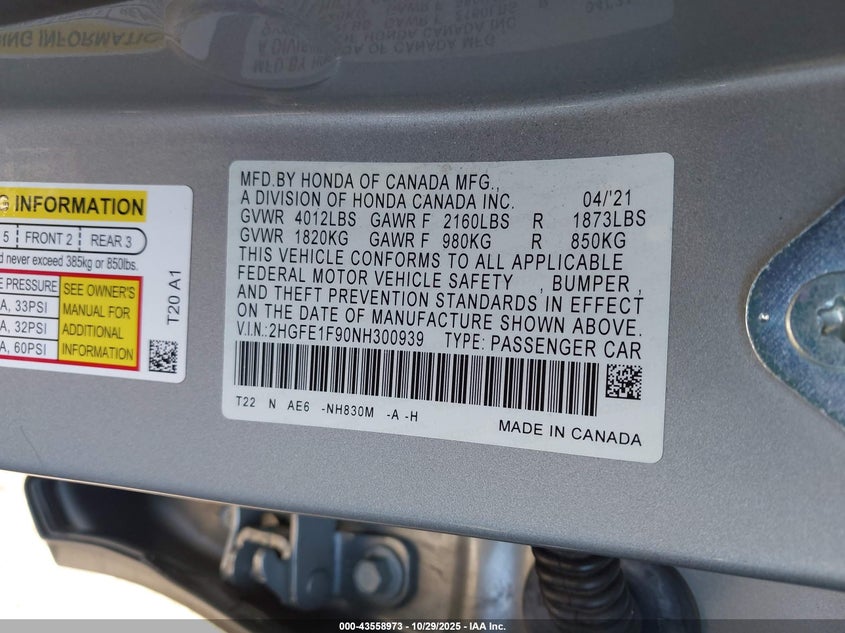 G INFORMATION
5 FRONT 2 REAR 3
d never exceed 385kg or 850lbs.
E PRESSURE SEE OWNER'S
A, 33PSI MANUAL FOR
A, 32PSI ADDITIONAL
A, 60PSI INFORMATION
T20 A1
MFD.BY HONDA OF CANADA MFG.,
A DIVISION OF HONDA CANADA INC. 04/'21
GVWR 4012LBS GAWR F 2160LBS R 1873LBS
GVWR 1820KG GAWR F 980KG R 850KG
THIS VEHICLE CONFORMS TO ALL APPLICABLE
FEDERAL MOTOR VEHICLE SAFETY , BUMPER ,
AND THEFT PREVENTION STANDARDS IN EFFECT
ON THE DATE OF MANUFACTURE SHOWN ABOVE.
V.I.N.:2HGFE1F90NH300939 TYPE: PASSENGER CAR
T22 N AE6 -NH830M -A -H
MADE IN CANADA
000-43558973 - 10/29/2025 - IAA Inc.